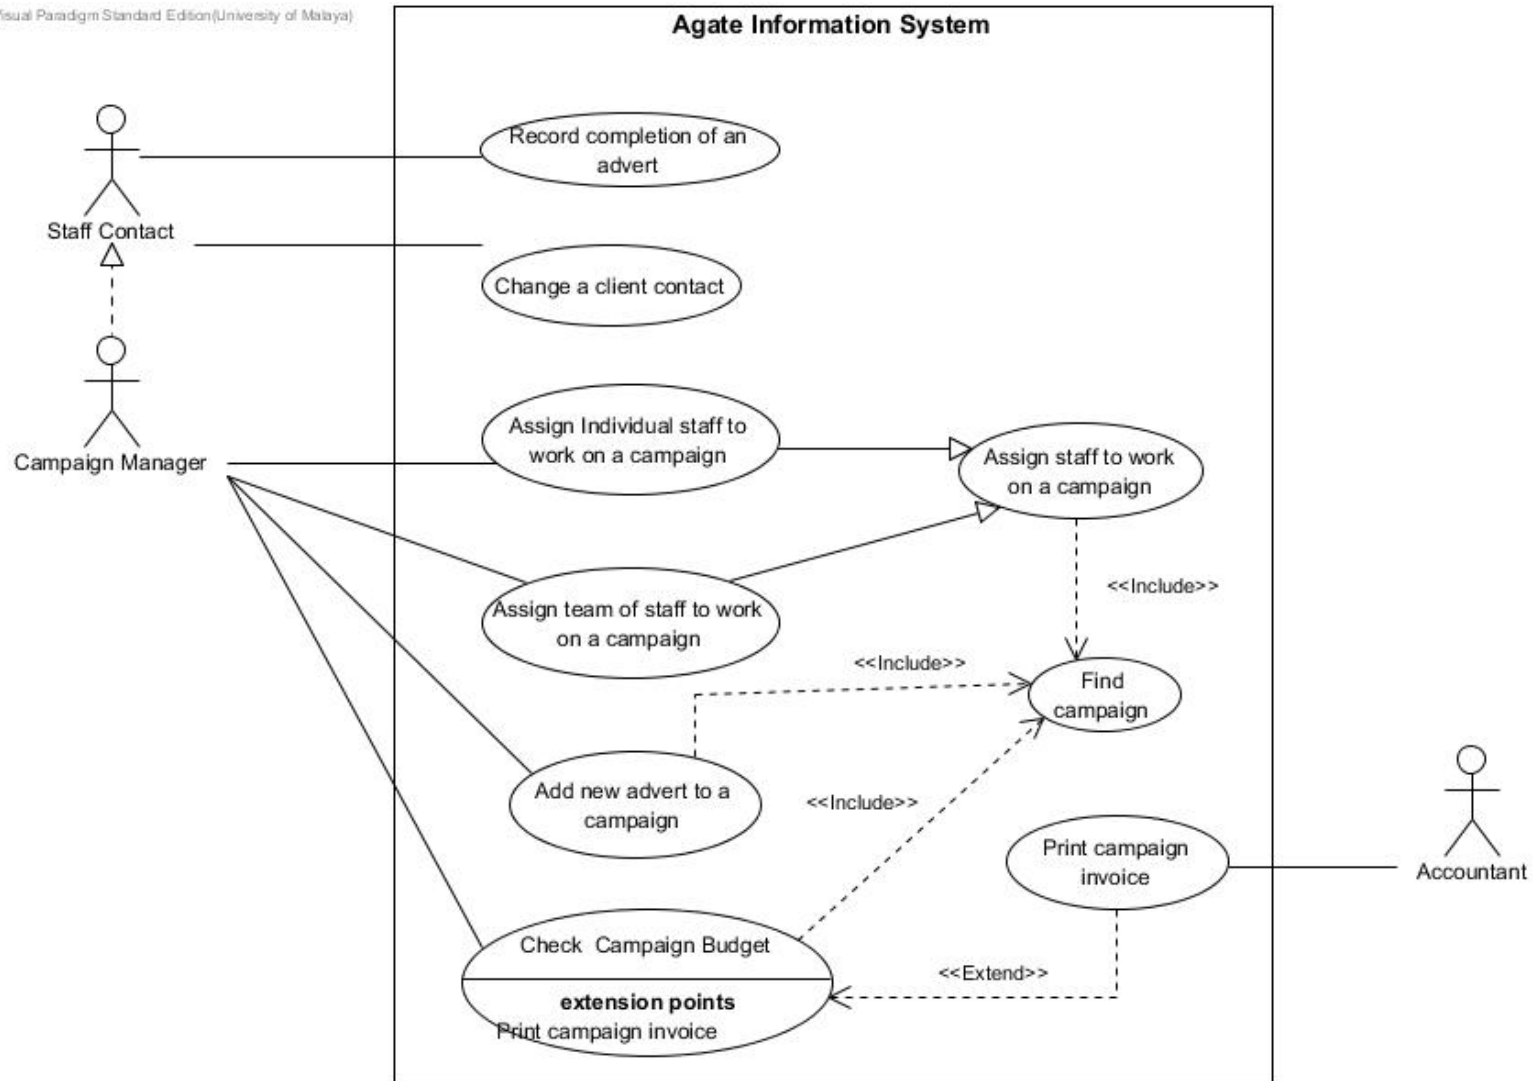 Visual Paradigm Standard Edition(University of Malaya)
Agate Information System
Record completion of an
advert
Staff Contact
Change a client contact
Assign Individual staff to
work on a campaign
Campaign Manager
Assign staff to work
on a campaign
<<Include>>
Assign team of staff to work
on a campaign
<<Include>>
Find
campaign
Add new advert to a
campaign
<<Include>>
Print campaign
invoice
Accountant
Check  Campaign Budget
<<Extend>>
extension points
Print campaign invoice